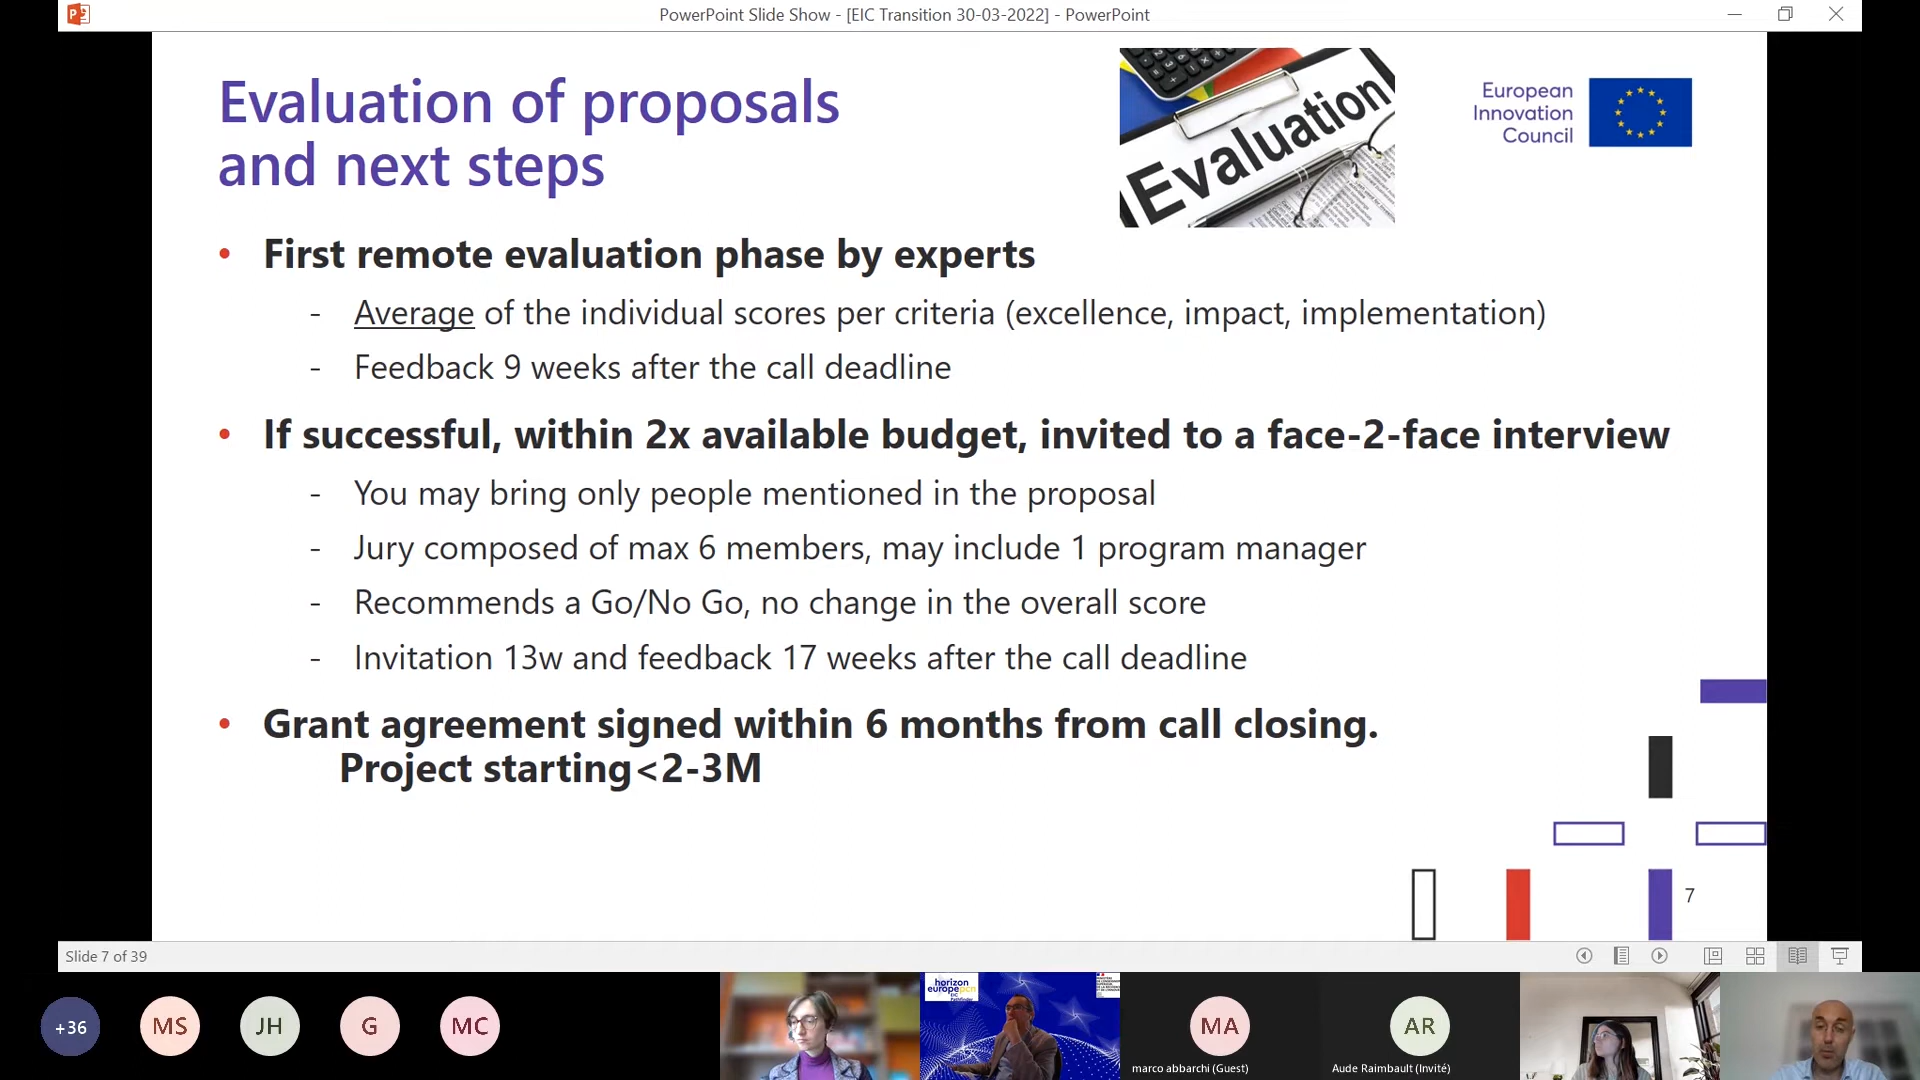 PowerPoint Slide Show - [EIC Transition 30-03-2022] - PowerPoint
Evaluation of proposals
and next steps
Evaluation
European
Innovation
Council
• First remote evaluation phase by experts
- Average of the individual scores per criteria (excellence, impact, implementation)
- Feedback 9 weeks after the call deadline
• If successful, within 2x available budget, invited to a face-2-face interview
- You may bring only people mentioned in the proposal
- Jury composed of max 6 members, may include 1 program manager
- Recommends a Go/No Go, no change in the overall score
- Invitation 13w and feedback 17 weeks after the call deadline
• Grant agreement signed within 6 months from call closing.
Project starting<2-3M
7
Slide 7 of 39
+36
MS
JH
G
MC
horizon
europe pcn
EIC
Pathfinder
MA
marco abbarchi (Guest)
AR
Aude Raimbault (Invité)